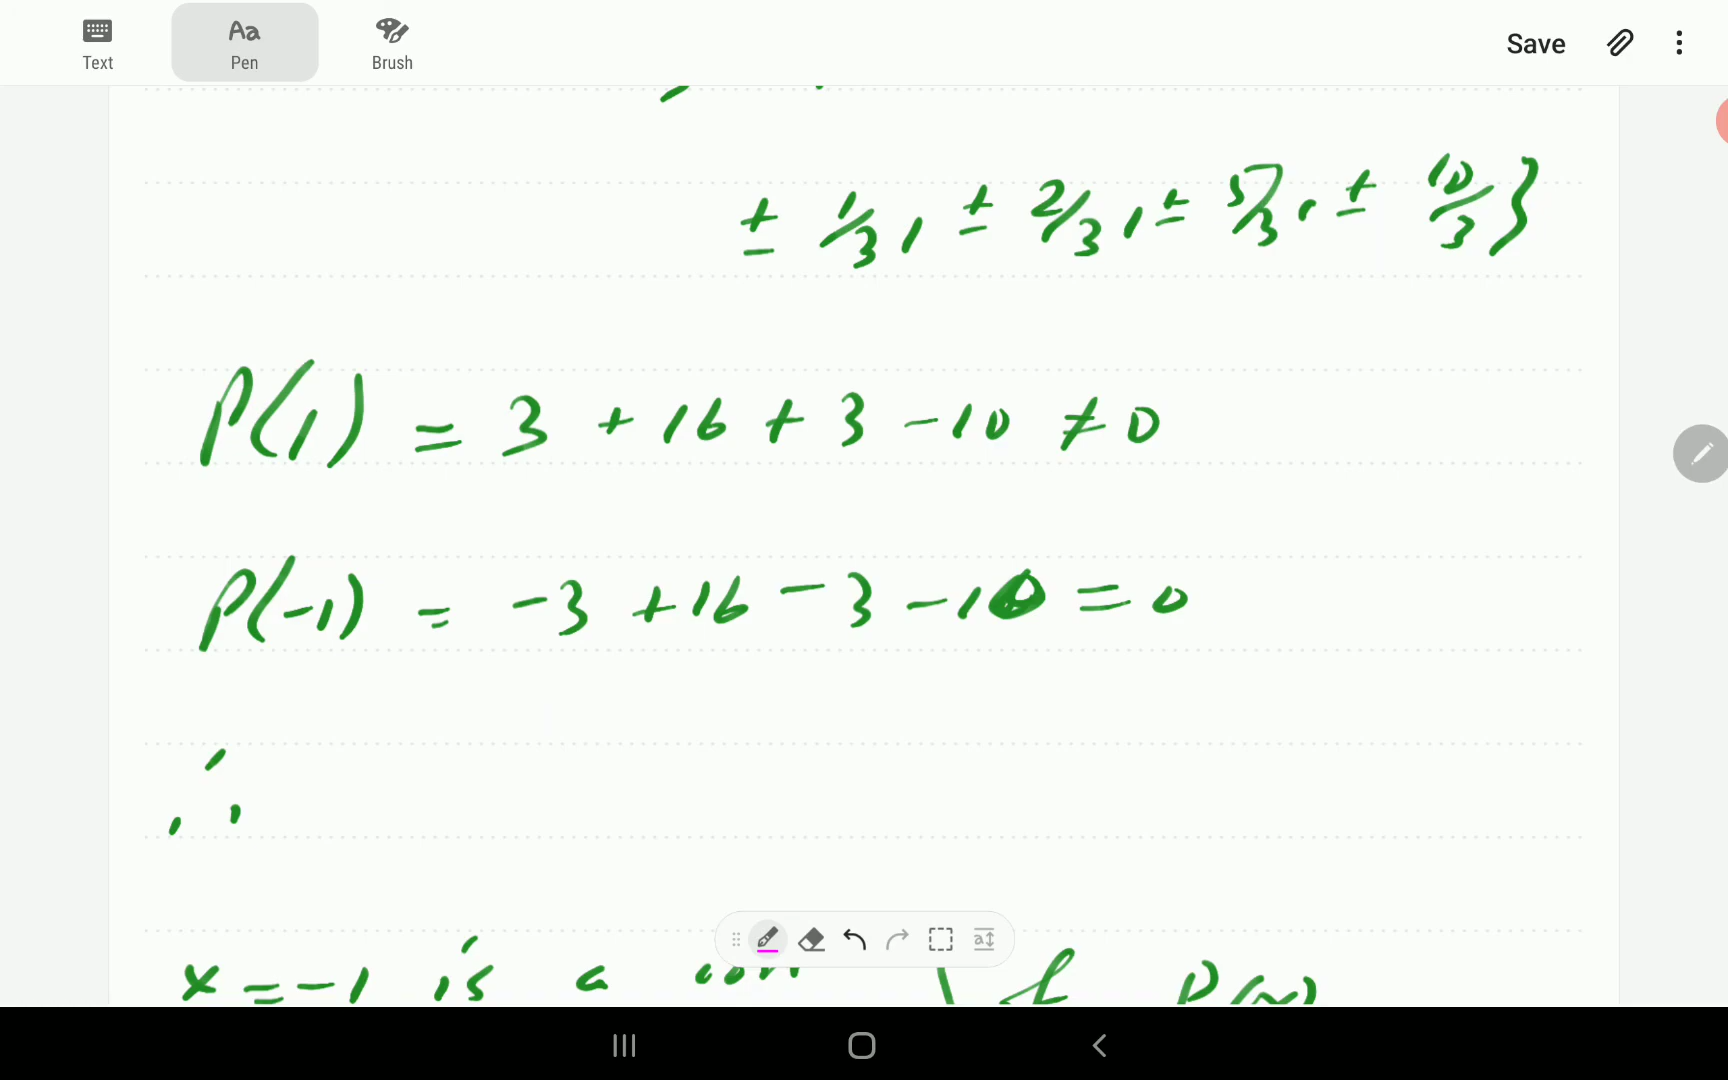 Text
Pen
Brush
Save
± 1/3, ± 2/3, ± 5/3, ± 10/3 }
P(1) = 3 + 16 + 3 - 10 ≠ 0
P(-1) = -3 + 16 - 3 - 10 = 0
∴
x = -1 is a of P(x)